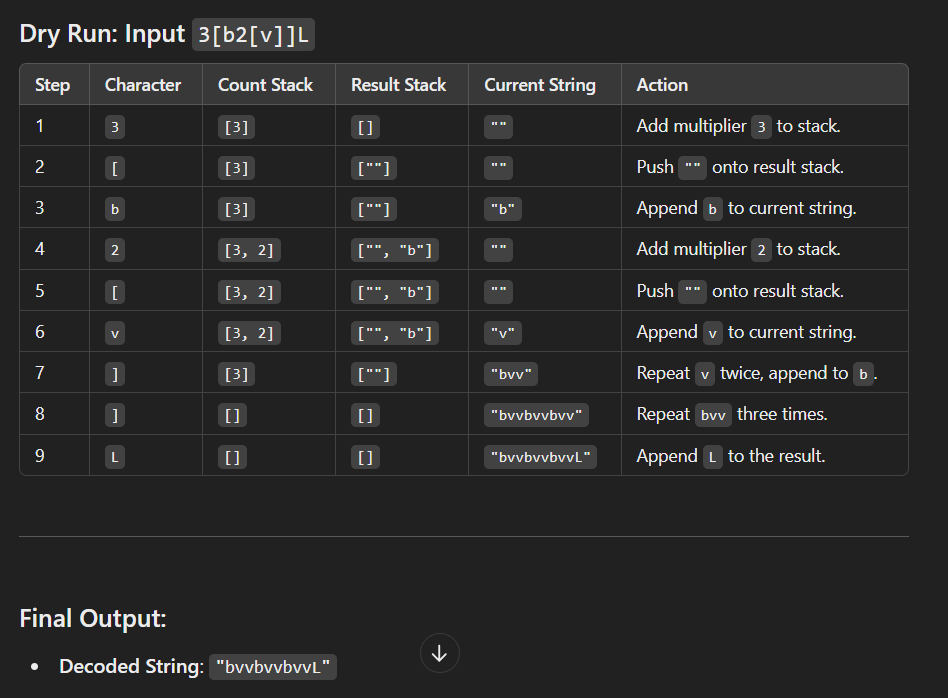 Dry Run: Input 3[b2[v]]L
Step Character Count Stack Result Stack Current String Action
1 3 [3] [] "" Add multiplier 3 to stack.
2 [ [3] [""] "" Push "" onto result stack.
3 b [3] [""] "b" Append b to current string.
4 2 [3, 2] ["", "b"] "" Add multiplier 2 to stack.
5 [ [3, 2] ["", "b"] "" Push "" onto result stack.
6 v [3, 2] ["", "b"] "v" Append v to current string.
7 ] [3] [""] "bvv" Repeat v twice, append to b.
8 ] [] [] "bvvbvvbvv" Repeat bvv three times.
9 L [] [] "bvvbvvbvvL" Append L to the result.
Final Output:
• Decoded String: "bvvbvvbvvL"